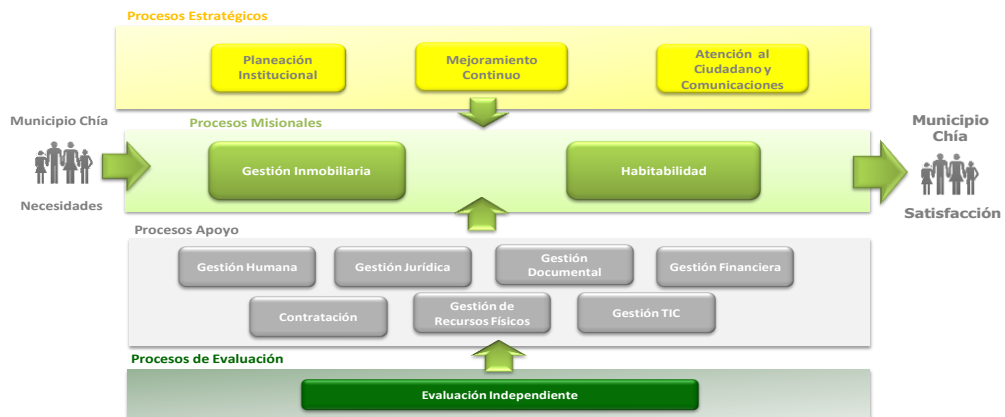 Procesos Estratégicos
Planeación
Institucional
Mejoramiento
Continuo
Atención al
Ciudadano y
Comunicaciones
Municipio Chía
Necesidades
Procesos Misionales
Gestión Inmobiliaria
Habitabilidad
Municipio
Chía
Satisfacción
Procesos Apoyo
Gestión Humana
Gestión Jurídica
Gestión
Documental
Gestión Financiera
Contratación
Gestión de
Recursos Físicos
Gestión TIC
Procesos de Evaluación
Evaluación Independiente